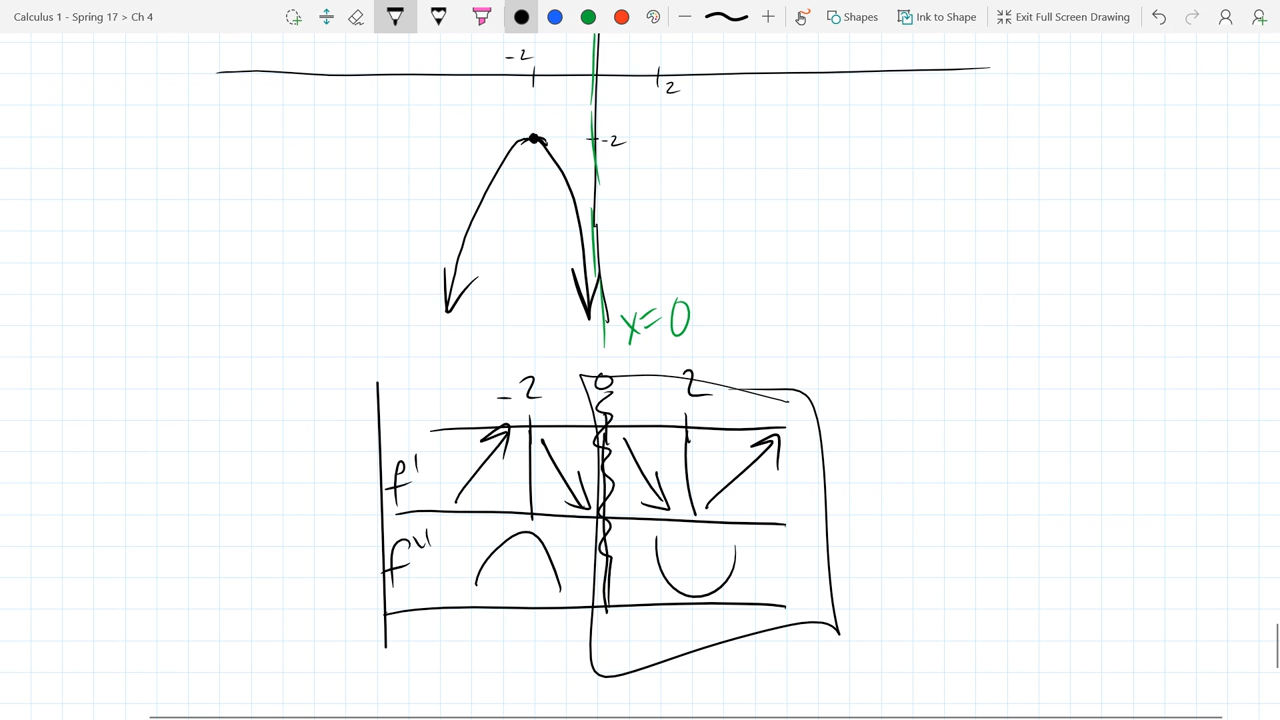 Calculus 1 - Spring 17 > Ch 4
Shapes
Ink to Shape
Exit Full Screen Drawing
-2
2
-2
x=0
-2 0 2
f'
f''